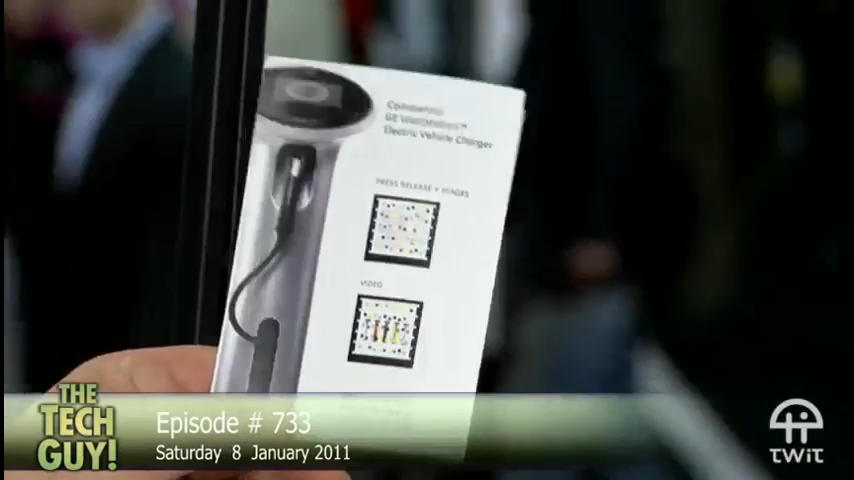 Commercial
GE WattStation™
Electric Vehicle Charger
PRESS RELEASE + IMAGES
VIDEO
THE
TECH
GUY!
Episode # 733
Saturday 8 January 2011
TWiT